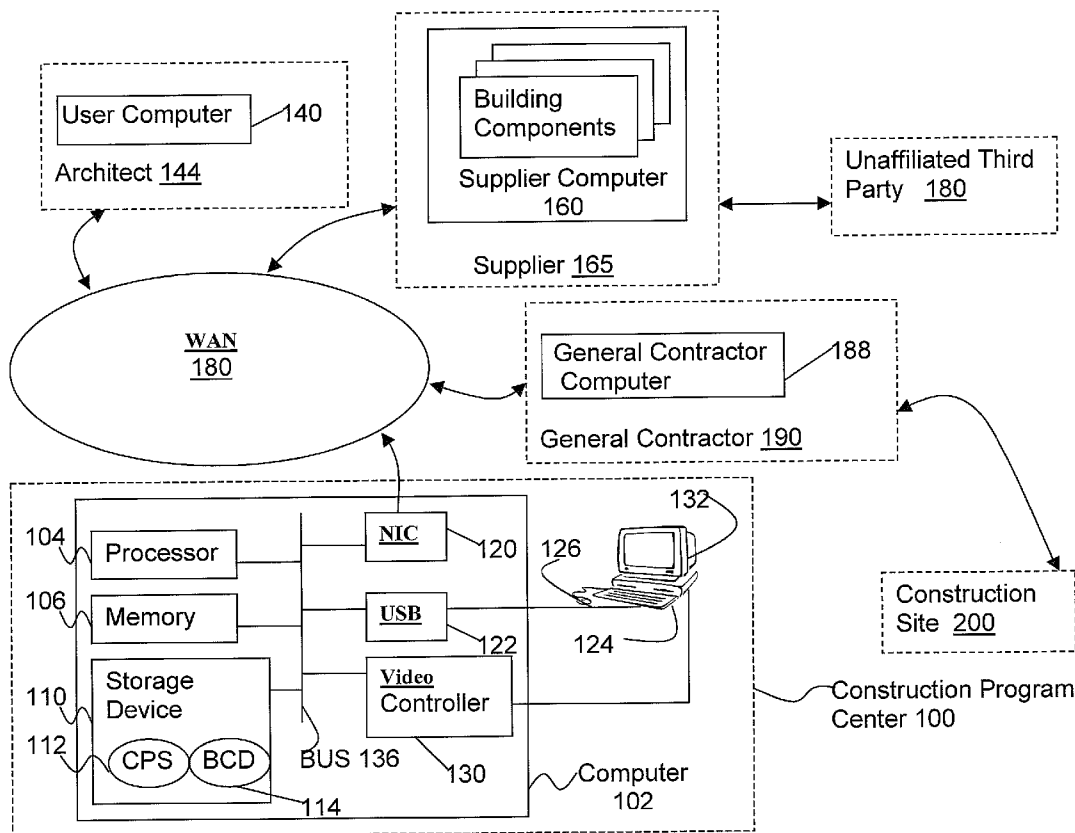 User Computer
140
Architect 144
Building
Components
Supplier Computer
160
Supplier 165
Unaffiliated Third
Party 180
WAN
180
General Contractor
Computer
188
General Contractor 190
104
Processor
NIC
120
126
132
106
Memory
USB
122
124
Construction
Site 200
110
Storage
Device
Video
Controller
112
CPS
BCD
BUS 136
130
114
Computer
102
Construction Program
Center 100